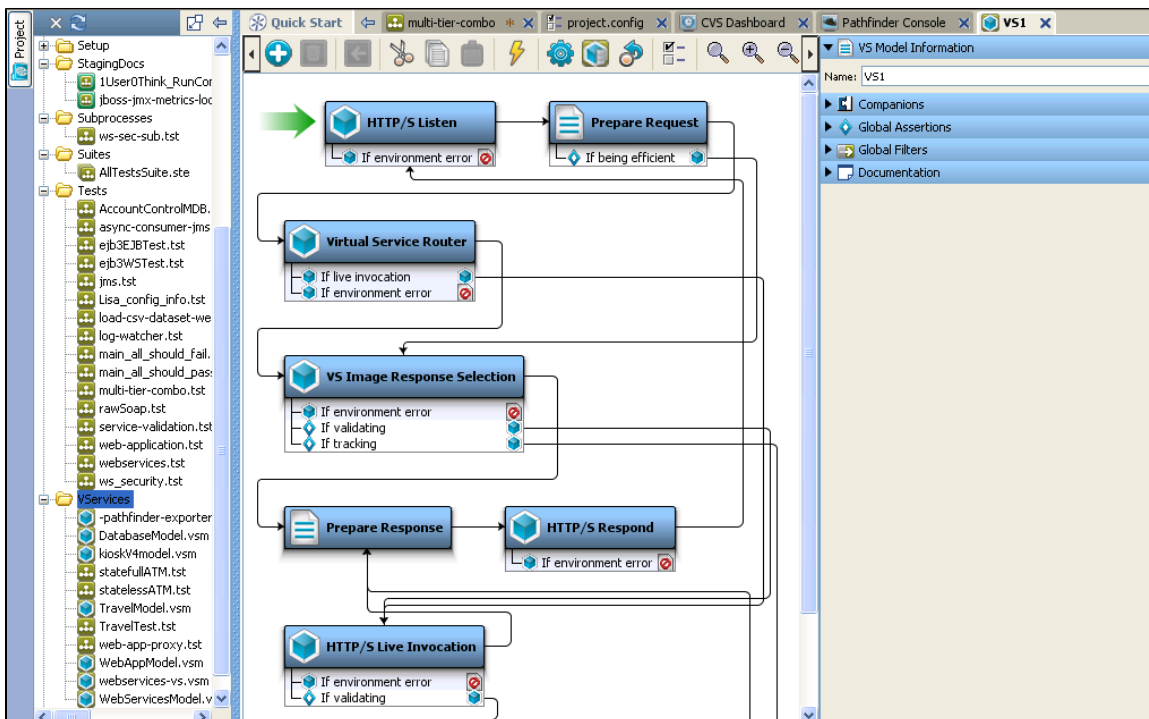 Project
Quick Start
multi-tier-combo *
project.config
CVS Dashboard
Pathfinder Console
VS1
Setup
StagingDocs
1User0Think_RunCor
jboss-jmx-metrics-loc
Subprocesses
ws-sec-sub.tst
Suites
AllTestsSuite.ste
Tests
AccountControlMDB.
async-consumer-jms
ejb3EJBTest.tst
ejb3WSTest.tst
jms.tst
Lisa_config_info.tst
load-csv-dataset-we
log-watcher.tst
main_all_should_fail.
main_all_should_pas
multi-tier-combo.tst
rawSoap.tst
service-validation.tst
web-application.tst
webservices.tst
ws_security.tst
VServices
-pathfinder-exporter
DatabaseModel.vsm
kioskV4model.vsm
statefullATM.tst
statelessATM.tst
TravelModel.vsm
TravelTest.tst
web-app-proxy.tst
WebAppModel.vsm
webservices-vs.vsm
WebServicesModel.v
HTTP/S Listen
If environment error
Prepare Request
If being efficient
Virtual Service Router
If live invocation
If environment error
VS Image Response Selection
If environment error
If validating
If tracking
Prepare Response
HTTP/S Respond
If environment error
HTTP/S Live Invocation
If environment error
If validating
VS Model Information
Name: VS1
Companions
Global Assertions
Global Filters
Documentation